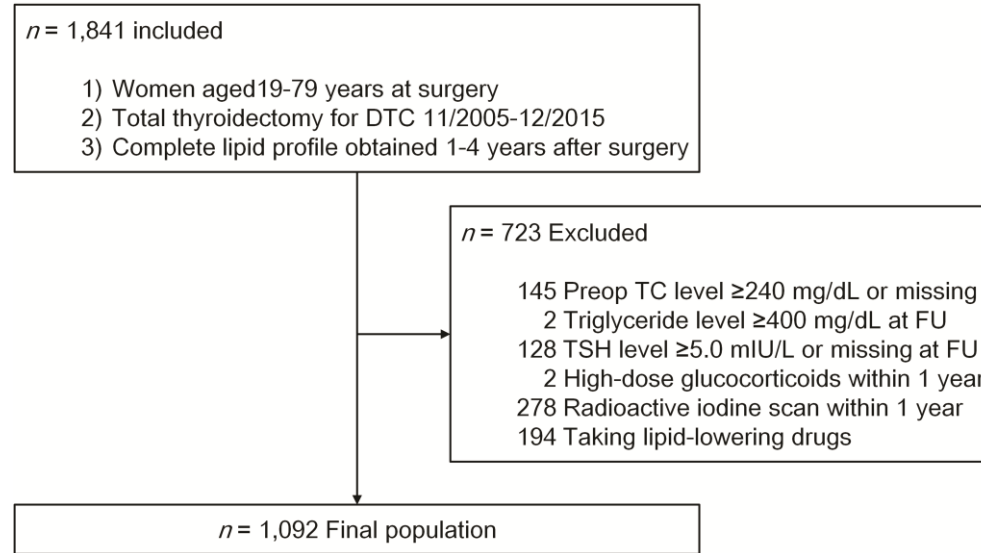 n = 1,841 included
1) Women aged19-79 years at surgery
2) Total thyroidectomy for DTC 11/2005-12/2015
3) Complete lipid profile obtained 1-4 years after surgery
n = 723 Excluded
145 Preop TC level ≥240 mg/dL or missing
2 Triglyceride level ≥400 mg/dL at FU
128 TSH level ≥5.0 mIU/L or missing at FU
2 High-dose glucocorticoids within 1 year
278 Radioactive iodine scan within 1 year
194 Taking lipid-lowering drugs
n = 1,092 Final population